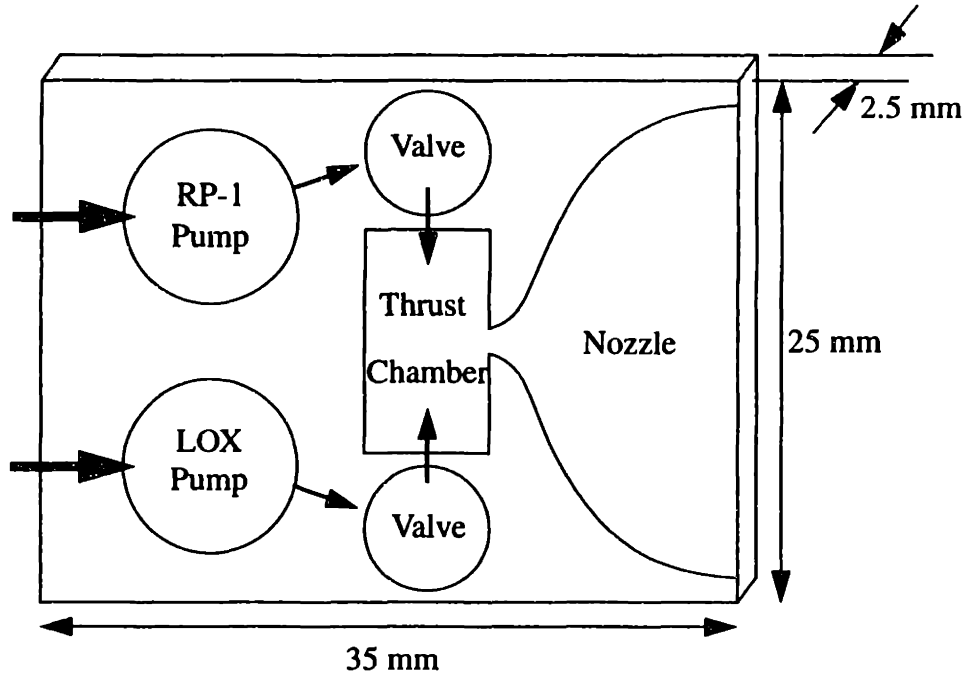 Valve
2.5 mm
RP-1
Pump
Thrust
Chamber
Nozzle
25 mm
LOX
Pump
Valve
35 mm